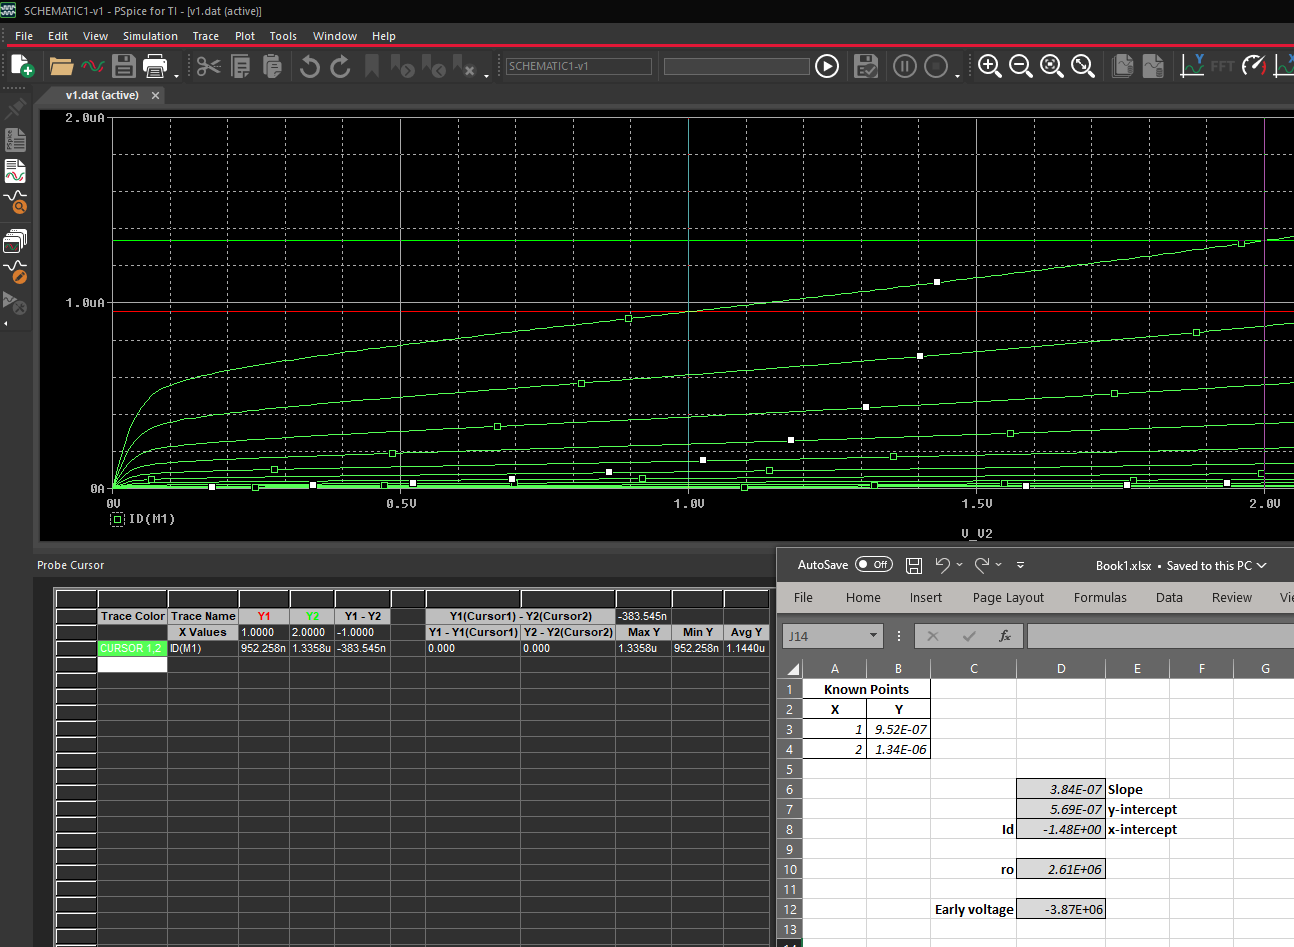 SCHEMATIC1-v1 - PSpice for TI - [v1.dat (active)]
File Edit View Simulation Trace Plot Tools Window Help
SCHEMATIC1-v1
FFT
v1.dat (active)
PSpice
2.0uA
1.0uA
0A
0V 0.5V 1.0V 1.5V 2.0V
ID(M1)
V_V2
Probe Cursor
Trace Color Trace Name Y1 Y2 Y1 - Y2 Y1(Cursor1) - Y2(Cursor2) -383.545n
X Values 1.0000 2.0000 -1.0000 Y1 - Y1(Cursor1) Y2 - Y2(Cursor2) Max Y Min Y Avg Y
CURSOR 1,2 ID(M1) 952.258n 1.3358u -383.545n 0.000 0.000 1.3358u 952.258n 1.1440u
AutoSave Off Book1.xlsx • Saved to this PC
File Home Insert Page Layout Formulas Data Review
J14 fx
A B C D E F G
1 Known Points
2 X Y
3 1 9.52E-07
4 2 1.34E-06
5
6 3.84E-07 Slope
7 5.69E-07 y-intercept
8 Id -1.48E+00 x-intercept
9
10 ro 2.61E+06
11
12 Early voltage -3.87E+06
13